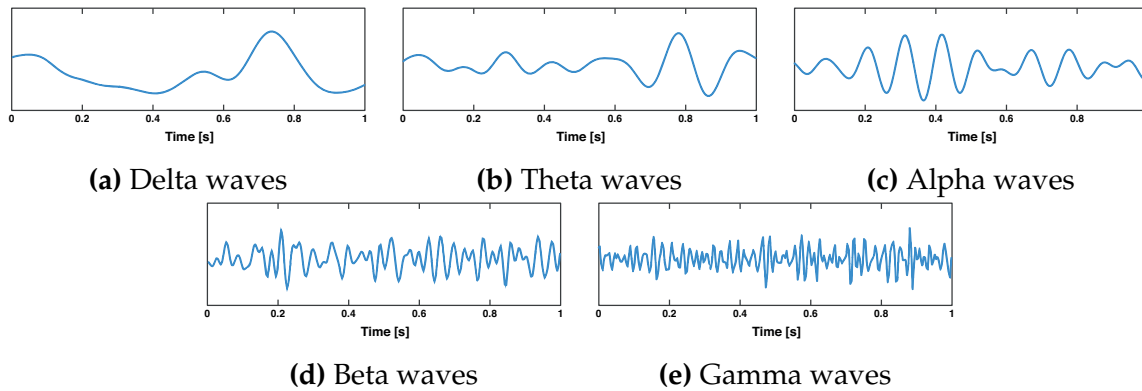 0 0.2 0.4 0.6 0.8 1
Time [s]
(a) Delta waves
0 0.2 0.4 0.6 0.8 1
Time [s]
(b) Theta waves
0 0.2 0.4 0.6 0.8
Time [s]
(c) Alpha waves
0 0.2 0.4 0.6 0.8 1
Time [s]
(d) Beta waves
0 0.2 0.4 0.6 0.8 1
Time [s]
(e) Gamma waves